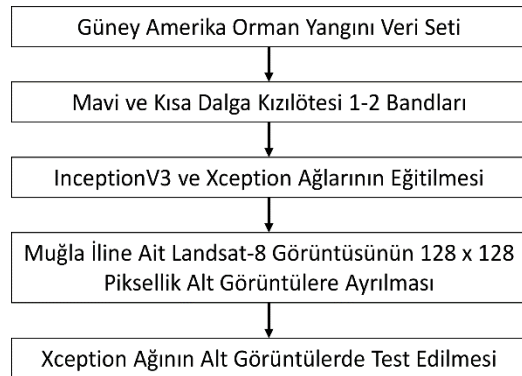 Güney Amerika Orman Yangını Veri Seti
Mavi ve Kısa Dalga Kızılötesi 1-2 Bandları
InceptionV3 ve Xception Ağlarının Eğitilmesi
Muğla İline Ait Landsat-8 Görüntüsünün 128 x 128
Piksellik Alt Görüntülere Ayrılması
Xception Ağının Alt Görüntülerde Test Edilmesi